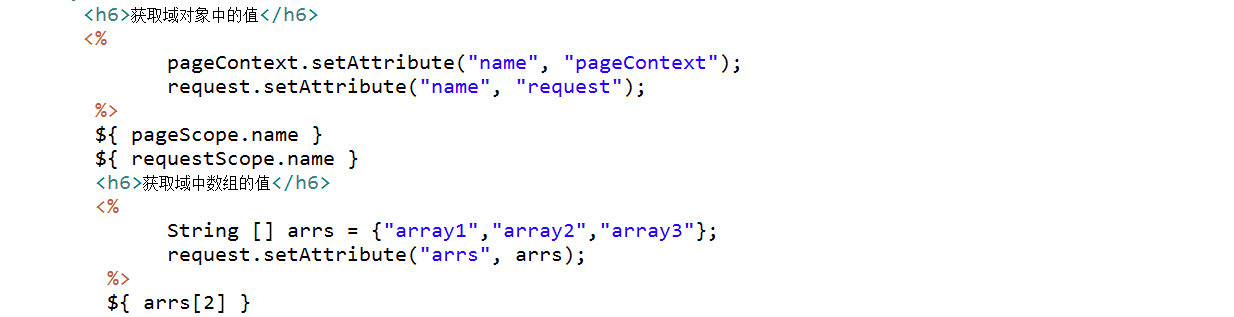 <h6>获取域对象中的值</h6>
<%
pageContext.setAttribute("name", "pageContext");
request.setAttribute("name", "request");
%>
${ pageScope.name }
${ requestScope.name }
<h6>获取域中数组的值</h6>
<%
String [] arrs = {"array1","array2","array3"};
request.setAttribute("arrs", arrs);
%>
${ arrs[2] }